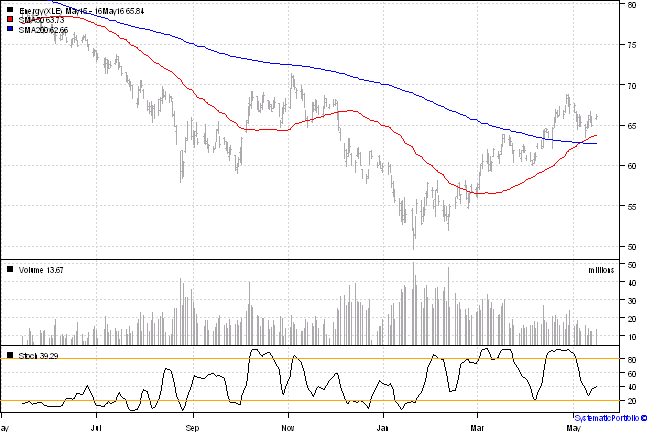 Energy(XLE) May15 - 16May16 65.84
SMA50 63.73
SMA200 62.66
80
75
70
65
60
55
50
Volume 13.67
millions
50
40
30
20
10
Stoch 39.29
80
60
40
20
ay Jul Sep Nov Jan Mar May
SystematicPortfolio ©